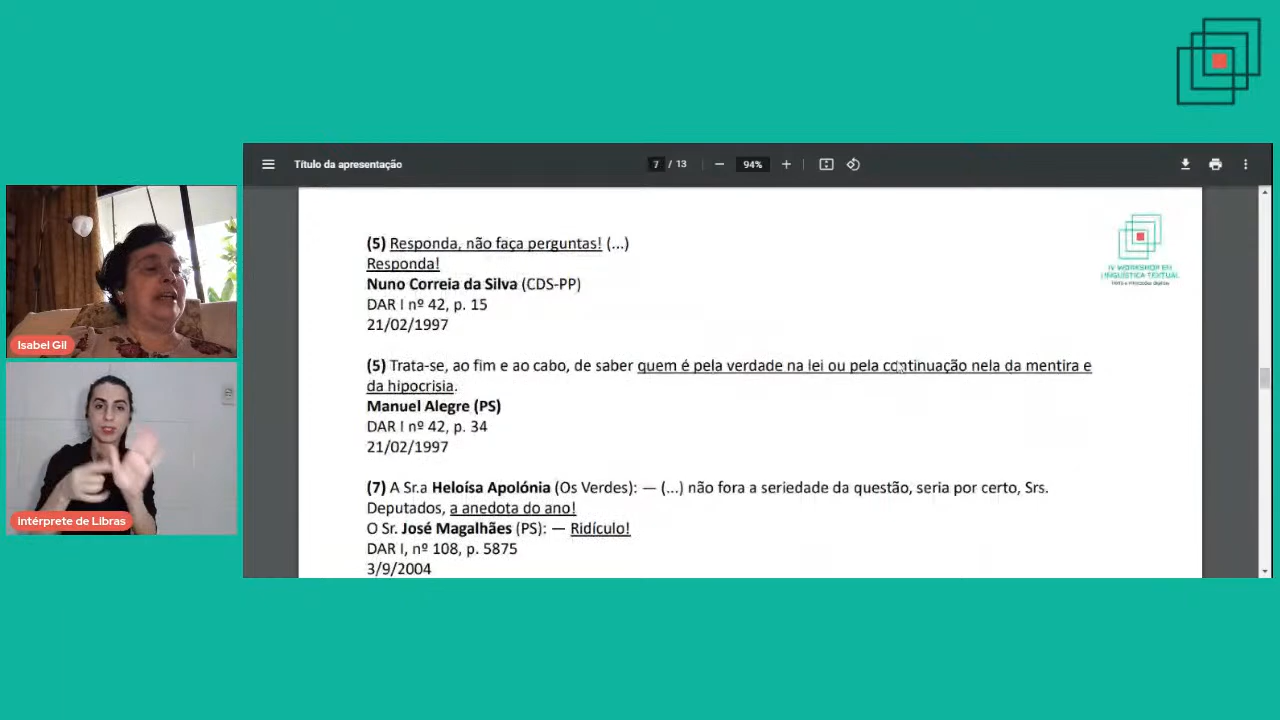 Título da apresentação
7 / 13
94%
(5) Responda, não faça perguntas! (...)
Responda!
Nuno Correia da Silva (CDS-PP)
DAR I nº 42, p. 15
21/02/1997
(5) Trata-se, ao fim e ao cabo, de saber quem é pela verdade na lei ou pela continuação nela da mentira e
da hipocrisia.
Manuel Alegre (PS)
DAR I nº 42, p. 34
21/02/1997
(7) A Sr.a Heloísa Apolónia (Os Verdes): — (...) não fora a seriedade da questão, seria por certo, Srs.
Deputados, a anedota do ano!
O Sr. José Magalhães (PS): — Ridículo!
DAR I, nº 108, p. 5875
3/9/2004
IV WORKSHOP EM
LINGUÍSTICA TEXTUAL
Isabel Gil
Intérprete de Libras